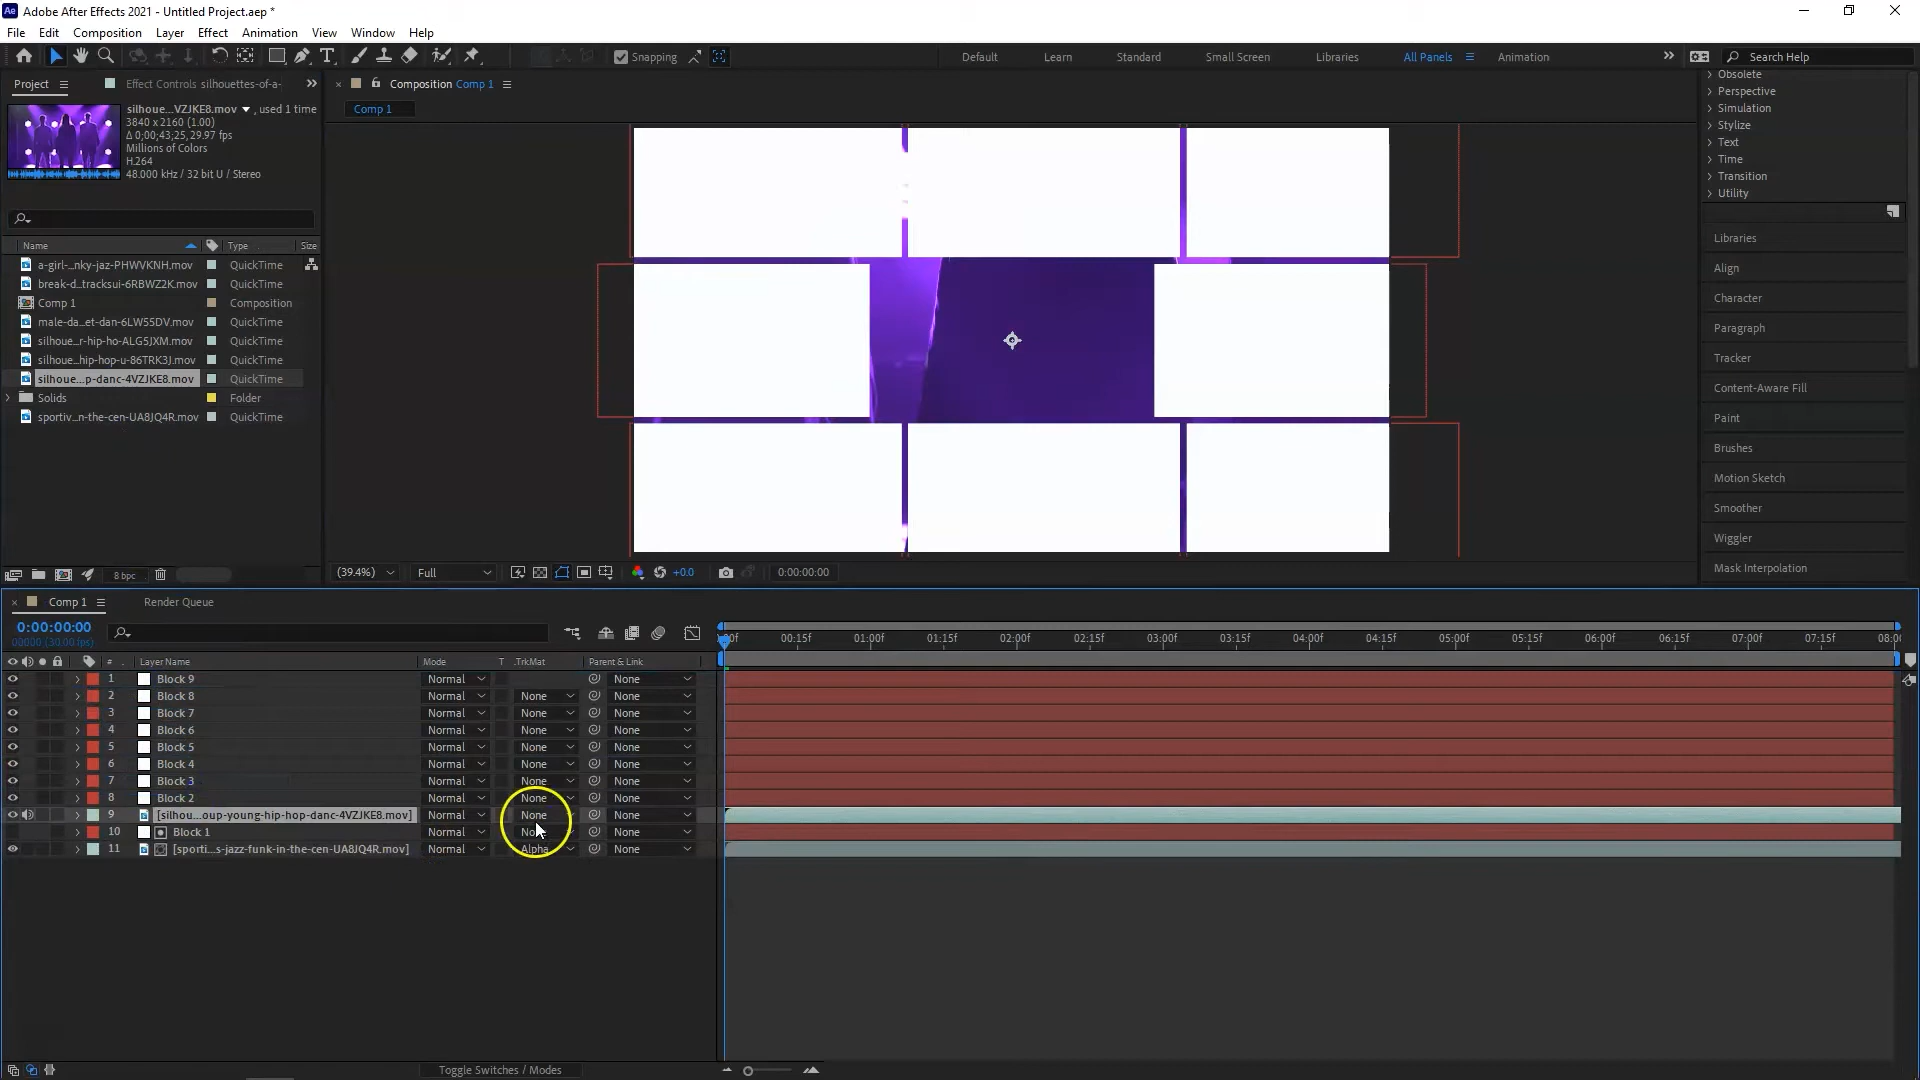 Adobe After Effects 2021 - Untitled Project.aep *
File Edit Composition Layer Effect Animation View Window Help
Snapping Default Learn Standard Small Screen Libraries All Panels Animation Search Help
Project Effect Controls silhouettes-of-a- Composition Comp 1
Comp 1
silhoue...VZJKE8.mov , used 1 time
3840 x 2160 (1.00)
Δ 0;00;43;25, 29.97 fps
Millions of Colors
H.264
48.000 kHz / 32 bit U / Stereo
Name Type Size
a-girl-..nky-jaz-PHWVKNH.mov QuickTime
break-d..tracksui-6RBWZ2K.mov QuickTime
Comp 1 Composition
male-da..et-dan-6LW55DV.mov QuickTime
silhoue..r-hip-ho-ALG5JXM.mov QuickTime
silhoue..hip-hop-u-86TRK3J.mov QuickTime
silhoue...p-danc-4VZJKE8.mov QuickTime
Solids Folder
sportiv..n-the-cen-UA8JQ4R.mov QuickTime
8 bpc
(39.4%) Full +0.0 0:00:00:00
Obsolete
Perspective
Simulation
Stylize
Text
Time
Transition
Utility
Libraries
Align
Character
Paragraph
Tracker
Content-Aware Fill
Paint
Brushes
Motion Sketch
Smoother
Wiggler
Mask Interpolation
Comp 1 Render Queue
0:00:00:00
00000 (30.00 fps)
:00f 00:15f 01:00f 01:15f 02:00f 02:15f 03:00f 03:15f 04:00f 04:15f 05:00f 05:15f 06:00f 06:15f 07:00f 07:15f 08:00
# . Layer Name Mode T .TrkMat Parent & Link
1 Block 9 Normal None
2 Block 8 Normal None None
3 Block 7 Normal None None
4 Block 6 Normal None None
5 Block 5 Normal None None
6 Block 4 Normal None None
7 Block 3 Normal None None
8 Block 2 Normal None None
9 [silhou...oup-young-hip-hop-danc-4VZJKE8.mov] Normal None None
10 Block 1 Normal None
11 [sporti...s-jazz-funk-in-the-cen-UA8JQ4R.mov] Normal Alpha None
Toggle Switches / Modes